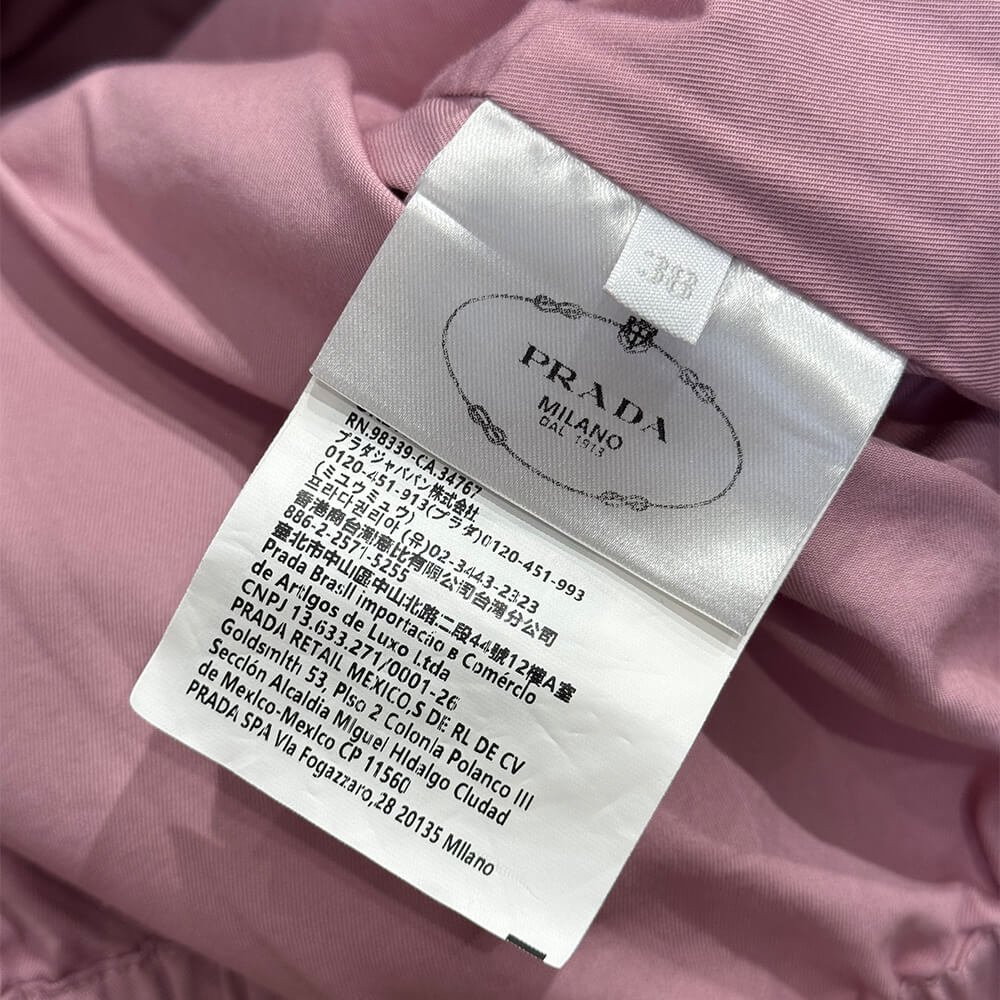 PRADA
MILANO
DAL 1913
RN.98339-CA.34767
プラダジャパン株式会社
0120-451-913(プラダ)0120-451-993
(ミュウミュウ)
프라다코리아(유)02-3443-2323
香港商台灣惠比有限公司台灣分公司
886-2-2571-5255
臺北市中山區中山北路二段44號12樓A室
Prada Brasil importacão e Comércio
de Artigos de Luxo Ltda
CNPJ 13.633.271/0001-26
PRADA RETAIL MEXICO,S DE RL DE CV
Goldsmith 53, Piso 2 Colonia Polanco III
Sección Alcaldia Miguel Hidalgo Ciudad
de Mexico-Mexico CP 11560
PRADA SPA Via Fogazzaro,28 20135 Milano